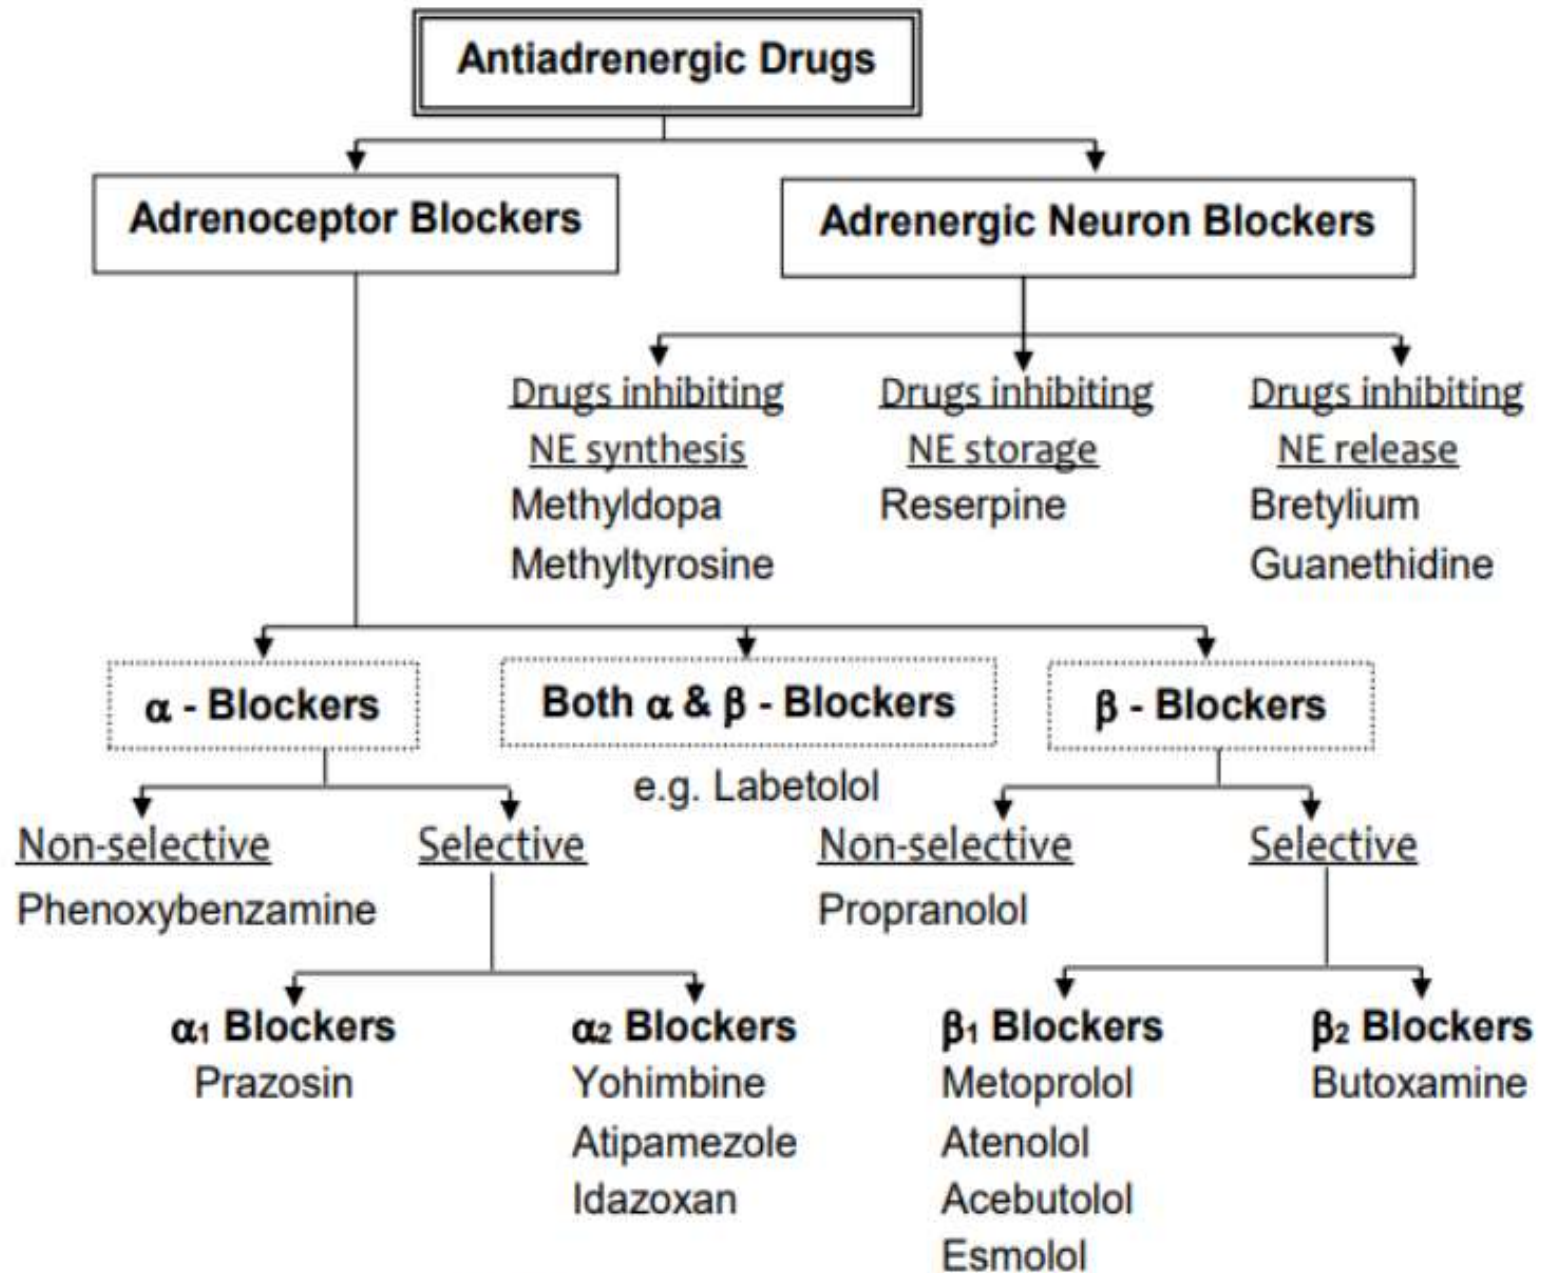 Antiadrenergic Drugs
Adrenoceptor Blockers
Adrenergic Neuron Blockers
Drugs inhibiting
NE synthesis
Methyldopa
Methyltyrosine
Drugs inhibiting
NE storage
Reserpine
Drugs inhibiting
NE release
Bretylium
Guanethidine
α - Blockers
Both α & β - Blockers
e.g. Labetolol
β - Blockers
Non-selective
Phenoxybenzamine
Selective
α1 Blockers
Prazosin
α2 Blockers
Yohimbine
Atipamezole
Idazoxan
Non-selective
Propranolol
Selective
β1 Blockers
Metoprolol
Atenolol
Acebutolol
Esmolol
β2 Blockers
Butoxamine